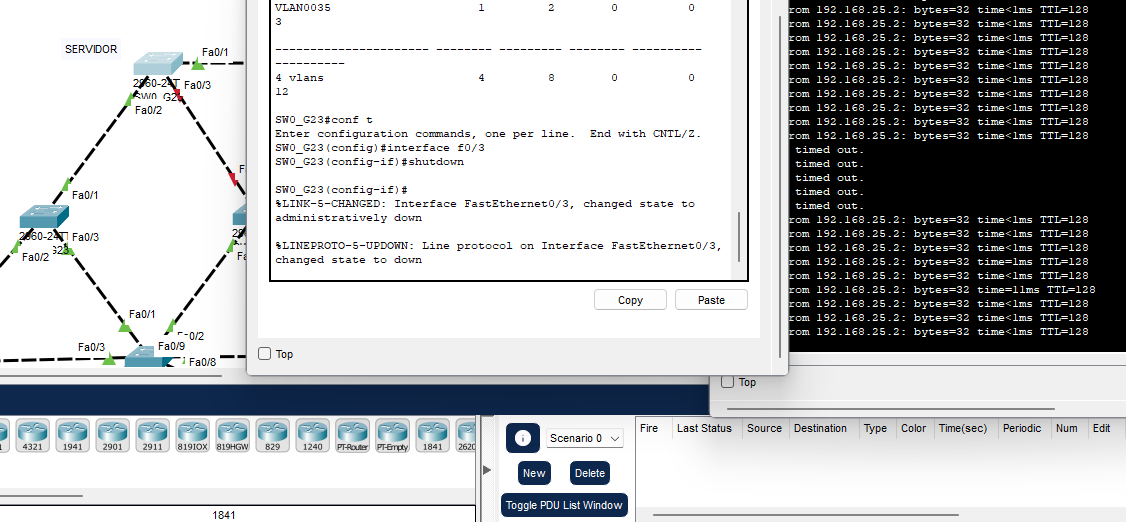 SERVIDOR
Fa0/1
2960-24T
Fa0/3
SW0_G23
Fa0/2
Fa0/1
2960-24TT
Fa0/3
Fa0/2
Fa0/1
Fa0/2
Fa0/3
Fa0/9
Fa0/8
VLAN0035 1 2 0 0
3
---------------------- -------- --------- -------- ----------
----------
4 vlans 4 8 0 0
12
SW0_G23#conf t
Enter configuration commands, one per line. End with CNTL/Z.
SW0_G23(config)#interface f0/3
SW0_G23(config-if)#shutdown
SW0_G23(config-if)#
%LINK-5-CHANGED: Interface FastEthernet0/3, changed state to
administratively down
%LINEPROTO-5-UPDOWN: Line protocol on Interface FastEthernet0/3,
changed state to down
Copy Paste
Top
rom 192.168.25.2: bytes=32 time<1ms TTL=128
rom 192.168.25.2: bytes=32 time<1ms TTL=128
rom 192.168.25.2: bytes=32 time<1ms TTL=128
rom 192.168.25.2: bytes=32 time<1ms TTL=128
rom 192.168.25.2: bytes=32 time<1ms TTL=128
rom 192.168.25.2: bytes=32 time<1ms TTL=128
rom 192.168.25.2: bytes=32 time<1ms TTL=128
rom 192.168.25.2: bytes=32 time<1ms TTL=128
rom 192.168.25.2: bytes=32 time<1ms TTL=128
rom 192.168.25.2: bytes=32 time<1ms TTL=128
timed out.
timed out.
timed out.
timed out.
timed out.
rom 192.168.25.2: bytes=32 time<1ms TTL=128
rom 192.168.25.2: bytes=32 time<1ms TTL=128
rom 192.168.25.2: bytes=32 time<1ms TTL=128
rom 192.168.25.2: bytes=32 time=1ms TTL=128
rom 192.168.25.2: bytes=32 time<1ms TTL=128
rom 192.168.25.2: bytes=32 time=11ms TTL=128
rom 192.168.25.2: bytes=32 time<1ms TTL=128
rom 192.168.25.2: bytes=32 time<1ms TTL=128
rom 192.168.25.2: bytes=32 time<1ms TTL=128
Top
4321 1941 2901 2911 819IOX 819HGW 829 1240 PT-Router PT-Empty 1841 2620
1841
Scenario 0
New Delete
Toggle PDU List Window
Fire Last Status Source Destination Type Color Time(sec) Periodic Num Edit